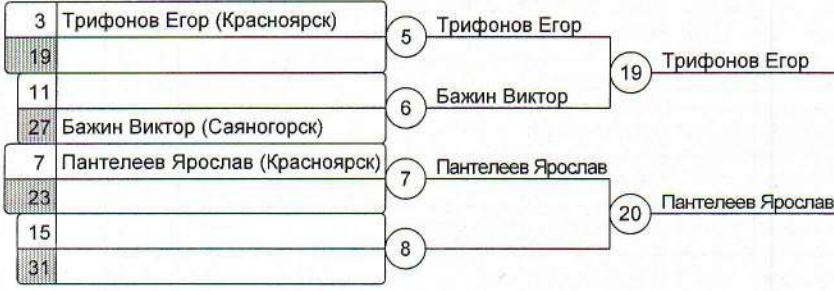 3 Трифонов Егор (Красноярск)
19
5 Трифонов Егор
11
27 Бажин Виктор (Саяногорск)
6 Бажин Виктор
19 Трифонов Егор
7 Пантелеев Ярослав (Красноярск)
23
7 Пантелеев Ярослав
15
31
8
20 Пантелеев Ярослав